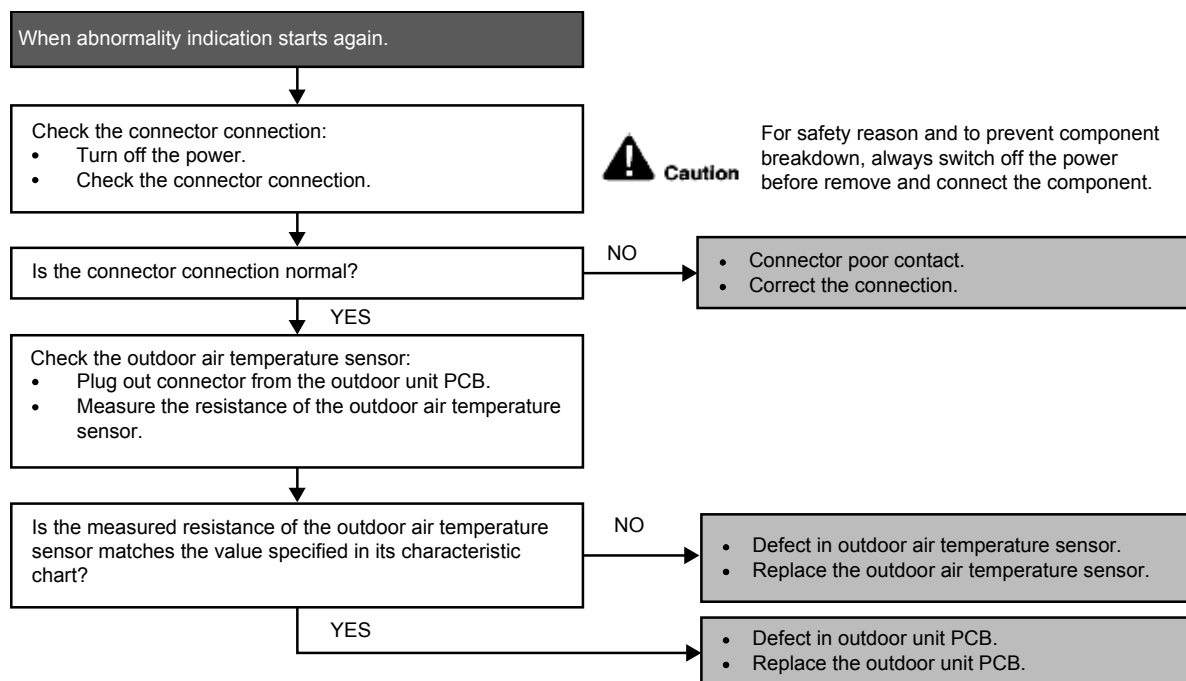 When abnormality indication starts again.
Check the connector connection:
• Turn off the power.
• Check the connector connection.
Caution
For safety reason and to prevent component
breakdown, always switch off the power
before remove and connect the component.
Is the connector connection normal?
NO
• Connector poor contact.
• Correct the connection.
YES
Check the outdoor air temperature sensor:
• Plug out connector from the outdoor unit PCB.
• Measure the resistance of the outdoor air temperature
sensor.
Is the measured resistance of the outdoor air temperature
sensor matches the value specified in its characteristic
chart?
NO
• Defect in outdoor air temperature sensor.
• Replace the outdoor air temperature sensor.
YES
• Defect in outdoor unit PCB.
• Replace the outdoor unit PCB.